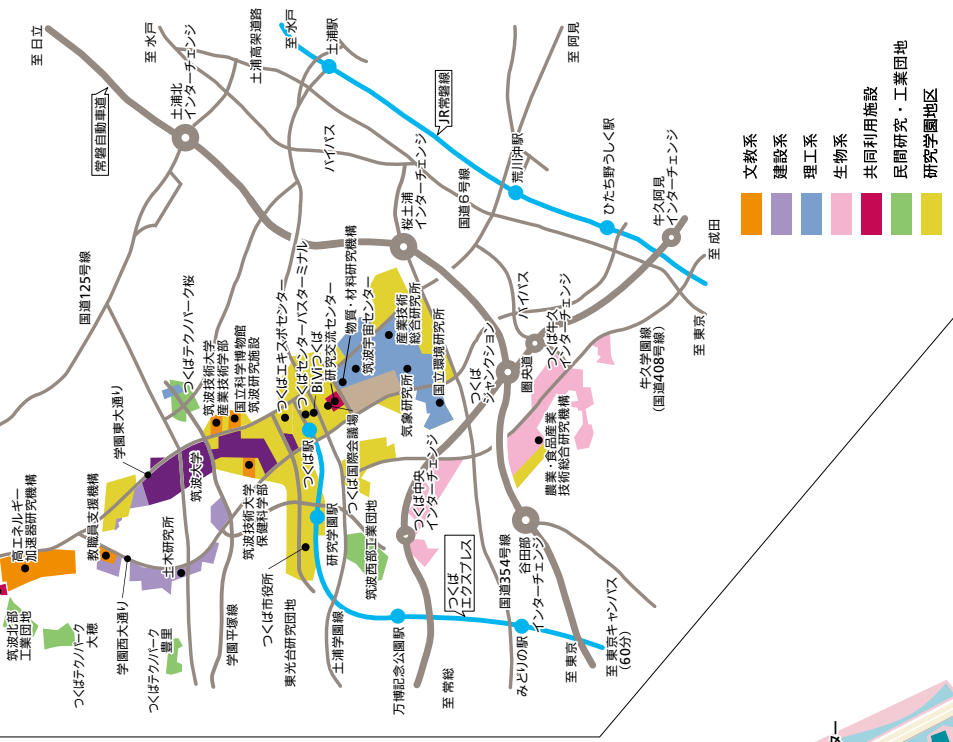 至 日立
常磐自動車道
至 水戸
土浦北
インターチェンジ
土浦高架道路
至 水戸
土浦駅
JR常磐線
バイパス
至 阿見
荒川沖駅
国道6号線
桜土浦
インターチェンジ
ひたち野うしく駅
牛久阿見
インターチェンジ
至 成田
国道125号線
つくばテクノパーク桜
筑波技術大学
産業技術学部
国立科学博物館
筑波研究施設
つくばエキスポセンター
つくばセンターバスターミナル
BiViつくば
研究交流センター
物質・材料研究機構
筑波宇宙センター
産業技術
総合研究所
国立環境研究所
気象研究所
つくば
ジャンクション
バイパス
圏央道
つくば牛久
インターチェンジ
牛久学園線
（国道408号線）
至 東京
学園東大通り
筑波大学
つくば駅
つくば国際会議場
つくば中央
インターチェンジ
農業・食品産業
技術総合研究機構
高エネルギー
加速器研究機構
教職員支援機構
土木研究所
筑波技術大学
保健科学部
つくば市役所
研究学園駅
筑波西部工業団地
つくば
エクスプレス
国道354号線
谷田部
インターチェンジ
筑波北部
工業団地
つくばテクノパーク
大穂
学園西大通り
つくばテクノパーク
豊里
学園平塚線
東光台研究団地
土浦学園線
万博記念公園駅
至 常総
みどりの駅
至 東京
至 東京キャンパス
（60分）
文教系
建設系
理工系
生物系
共同利用施設
民間研究・工業団地
研究学園地区
ター